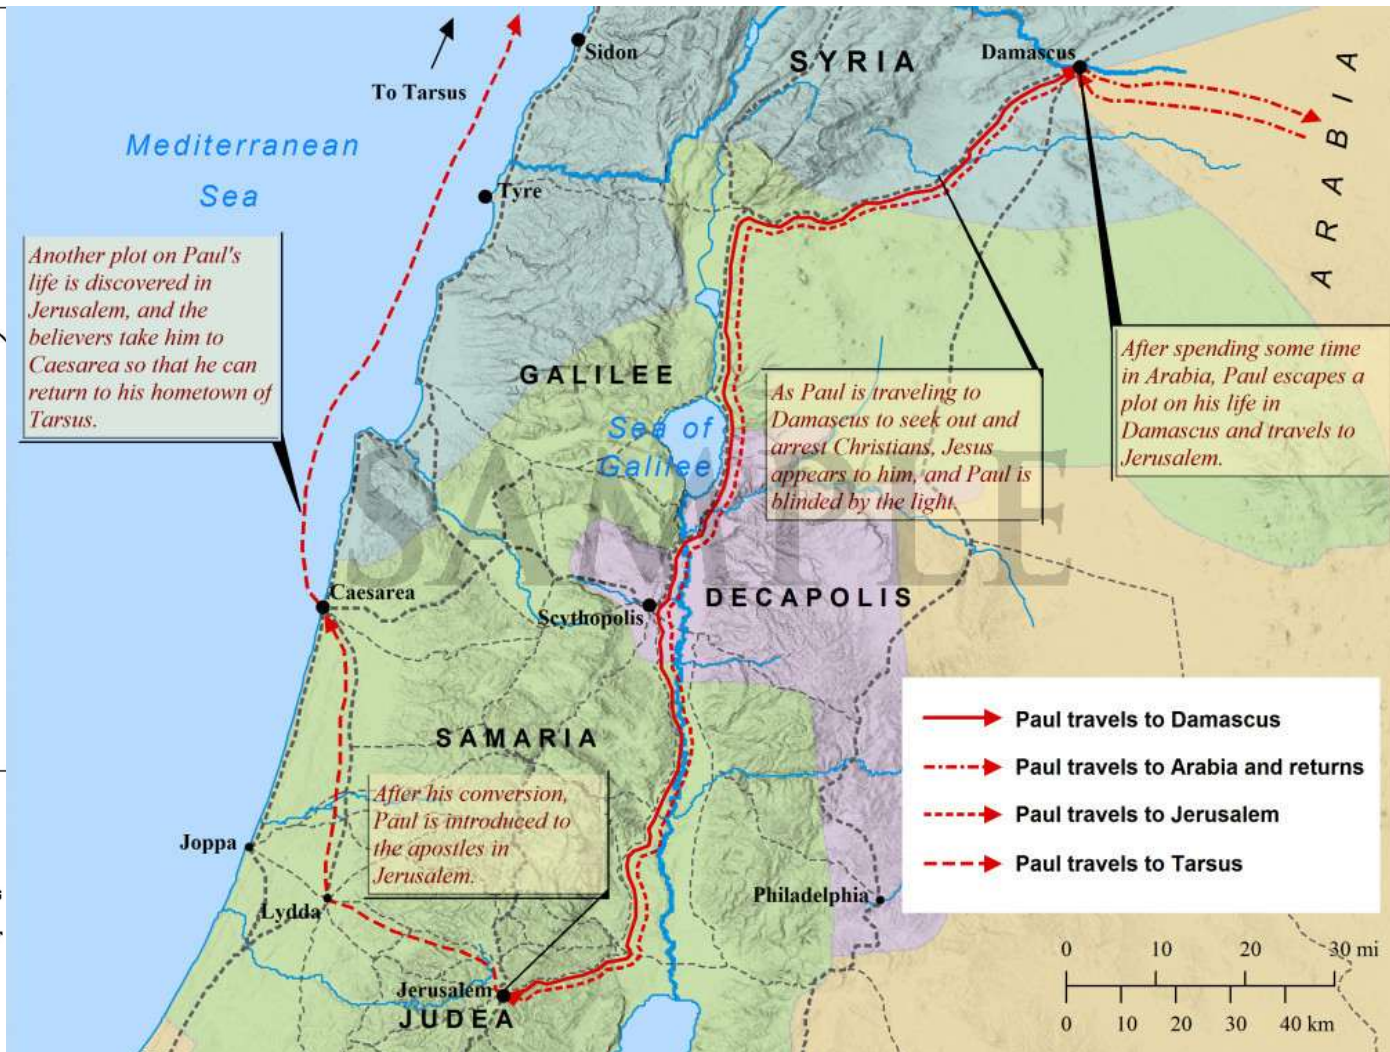 Sidon
SYRIA
Damascus
To Tarsus
ARABIA
Mediterranean
Sea
Tyre
Another plot on Paul's
life is discovered in
Jerusalem, and the
believers take him to
Caesarea so that he can
return to his hometown of
Tarsus.
GALILEE
Sea of
Galilee
As Paul is traveling to
Damascus to seek out and
arrest Christians, Jesus
appears to him, and Paul is
blinded by the light.
After spending some time
in Arabia, Paul escapes a
plot on his life in
Damascus and travels to
Jerusalem.
SAMPLE
Caesarea
Scythopolis
DECAPOLIS
SAMARIA
Paul travels to Damascus
Paul travels to Arabia and returns
Paul travels to Jerusalem
Paul travels to Tarsus
After his conversion,
Paul is introduced to
the apostles in
Jerusalem.
Joppa
Lydda
Philadelphia
Jerusalem
JUDEA
0 10 20 30 mi
0 10 20 30 40 km